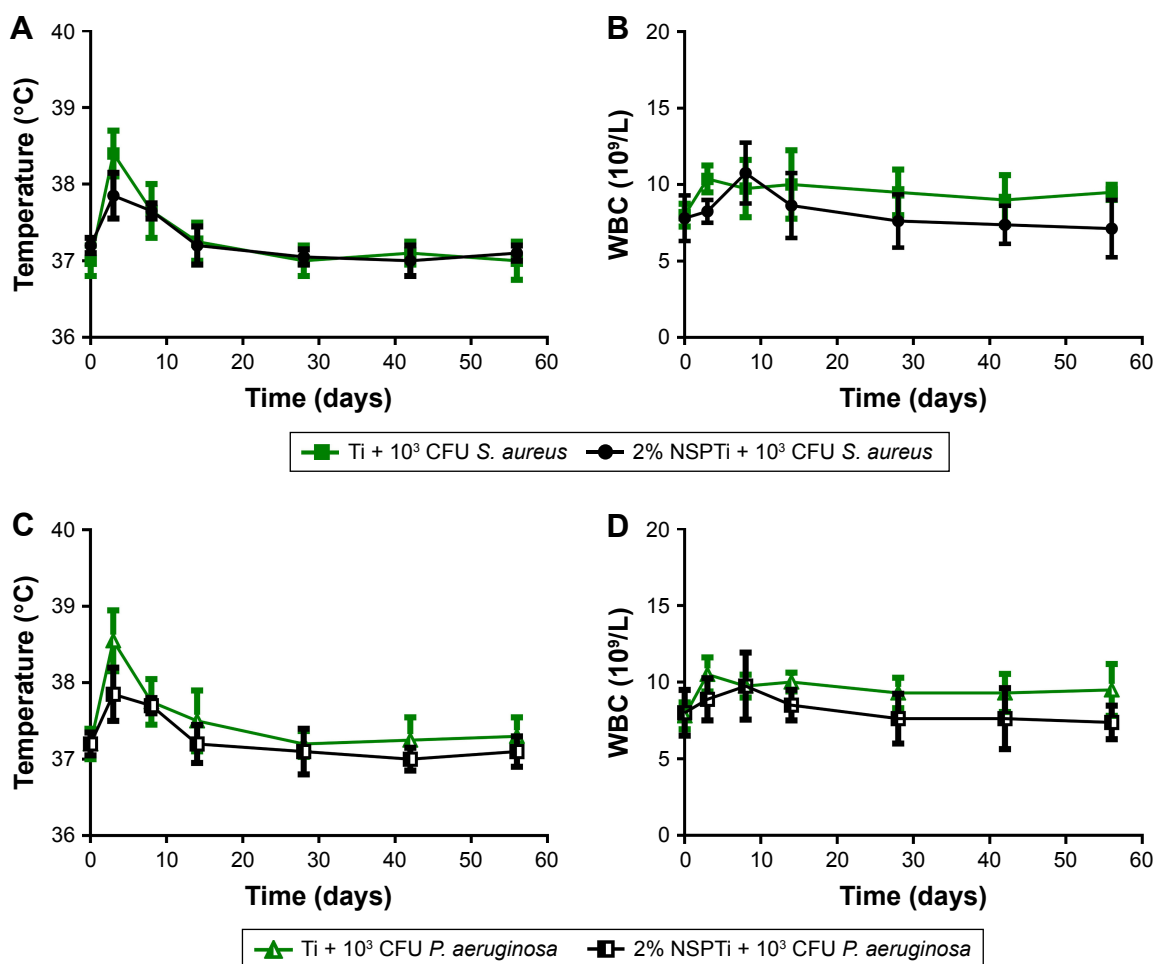 A
40
39
38
37
36
Temperature (°C)
0 10 20 30 40 50 60
Time (days)
B
20
15
10
5
0
WBC (10⁹/L)
0 10 20 30 40 50 60
Time (days)
Ti + 10³ CFU S. aureus 2% NSPTi + 10³ CFU S. aureus
C
40
39
38
37
36
Temperature (°C)
0 10 20 30 40 50 60
Time (days)
D
20
15
10
5
0
WBC (10⁹/L)
0 10 20 30 40 50 60
Time (days)
Ti + 10³ CFU P. aeruginosa 2% NSPTi + 10³ CFU P. aeruginosa